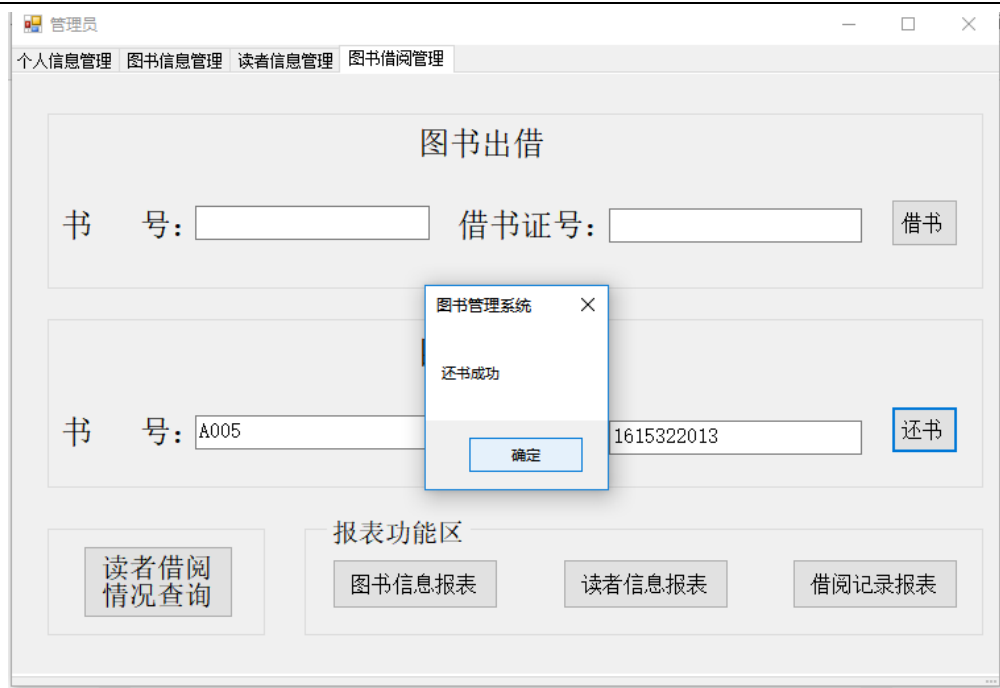 管理员
个人信息管理 图书信息管理 读者信息管理 图书借阅管理
图书出借
书 号: 借书证号: 借书
图书管理系统
还书成功
书 号: A005 1615322013 还书
确定
报表功能区
读者借阅
情况查询
图书信息报表 读者信息报表 借阅记录报表